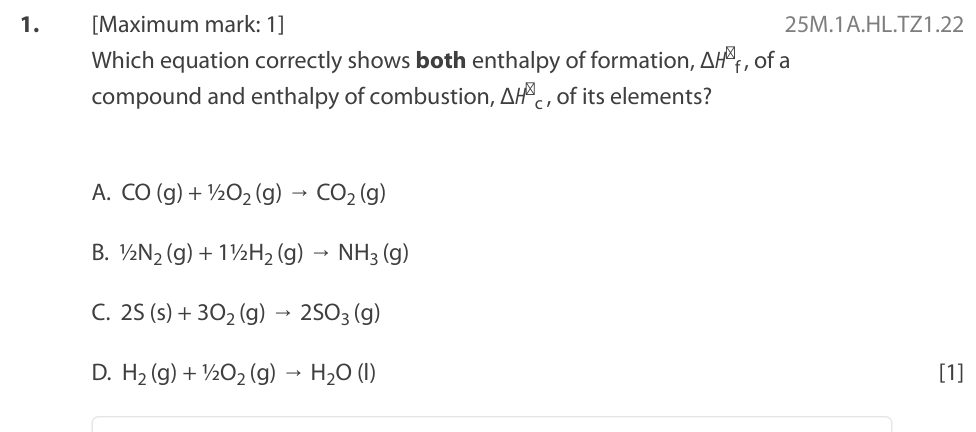 1. [Maximum mark: 1] 25M.1A.HL.TZ1.22
Which equation correctly shows both enthalpy of formation, ΔH☒f, of a
compound and enthalpy of combustion, ΔH☒c, of its elements?
A. CO (g) + ½O₂ (g) → CO₂ (g)
B. ½N₂ (g) + 1½H₂ (g) → NH₃ (g)
C. 2S (s) + 3O₂ (g) → 2SO₃ (g)
D. H₂ (g) + ½O₂ (g) → H₂O (l) [1]